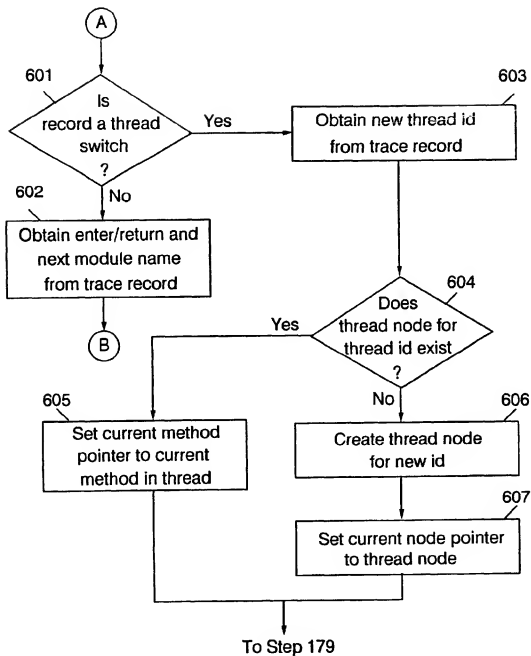 A
601
Is
record a thread
switch
?
Yes
No
603
Obtain new thread id
from trace record
602
Obtain enter/return and
next module name
from trace record
B
604
Does
thread node for
thread id exist
?
Yes
No
605
Set current method
pointer to current
method in thread
606
Create thread node
for new id
607
Set current node pointer
to thread node
To Step 179